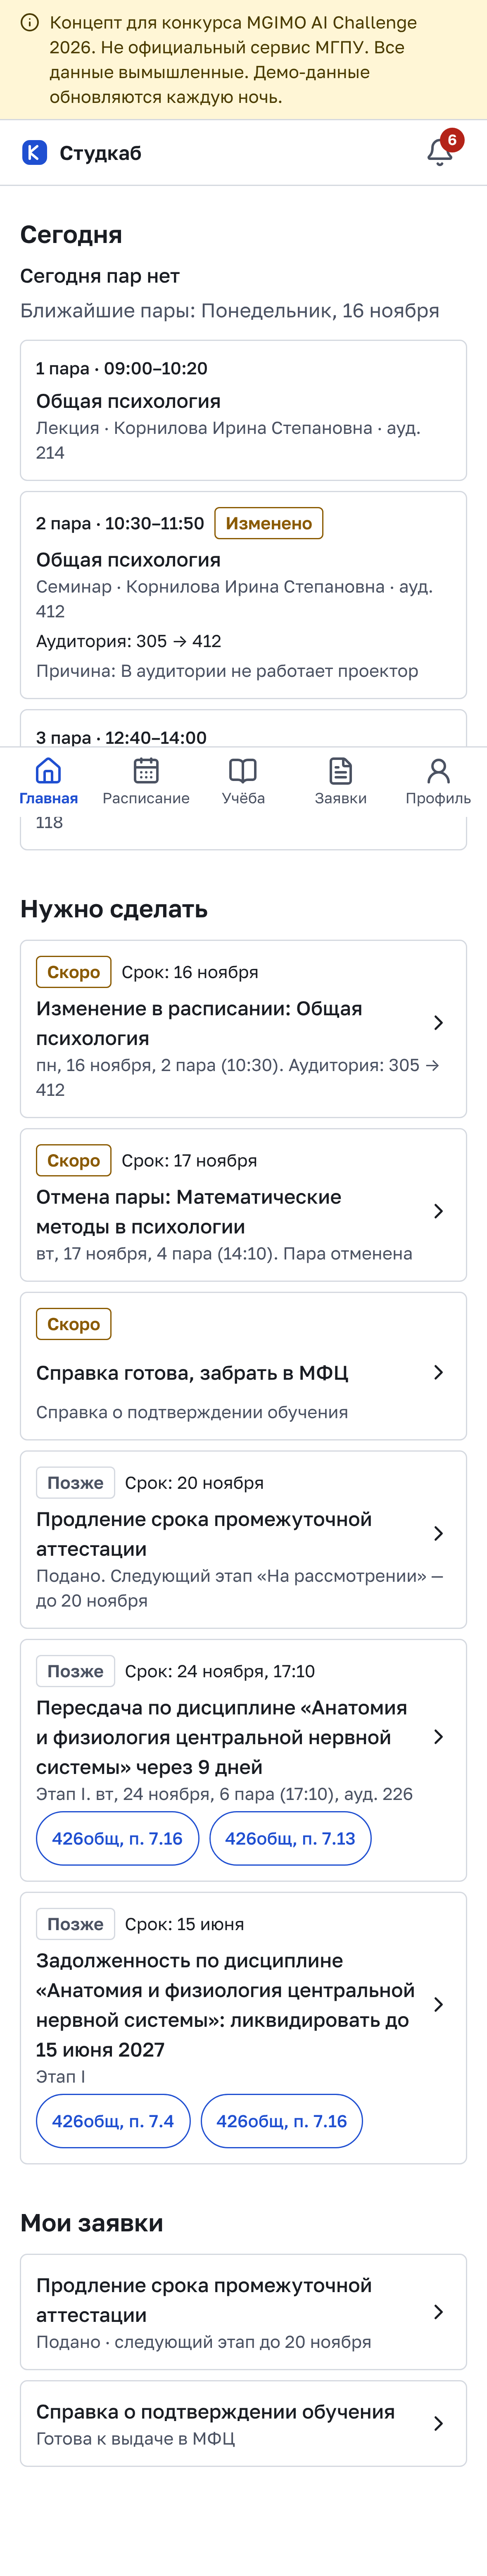 Концепт для конкурса MGIMO AI Challenge
2026. Не официальный сервис МГПУ. Все
данные вымышленные. Демо-данные
обновляются каждую ночь.
Студкаб
6
Сегодня
Сегодня пар нет
Ближайшие пары: Понедельник, 16 ноября
1 пара · 09:00–10:20
Общая психология
Лекция · Корнилова Ирина Степановна · ауд.
214
2 пара · 10:30–11:50 Изменено
Общая психология
Семинар · Корнилова Ирина Степановна · ауд.
412
Аудитория: 305 → 412
Причина: В аудитории не работает проектор
3 пара · 12:40–14:00
Главная Расписание Учёба Заявки Профиль
118
Нужно сделать
Скоро Срок: 16 ноября
Изменение в расписании: Общая
психология
пн, 16 ноября, 2 пара (10:30). Аудитория: 305 →
412
Скоро Срок: 17 ноября
Отмена пары: Математические
методы в психологии
вт, 17 ноября, 4 пара (14:10). Пара отменена
Скоро
Справка готова, забрать в МФЦ
Справка о подтверждении обучения
Позже Срок: 20 ноября
Продление срока промежуточной
аттестации
Подано. Следующий этап «На рассмотрении» —
до 20 ноября
Позже Срок: 24 ноября, 17:10
Пересдача по дисциплине «Анатомия
и физиология центральной нервной
системы» через 9 дней
Этап I. вт, 24 ноября, 6 пара (17:10), ауд. 226
426общ, п. 7.16 426общ, п. 7.13
Позже Срок: 15 июня
Задолженность по дисциплине
«Анатомия и физиология центральной
нервной системы»: ликвидировать до
15 июня 2027
Этап I
426общ, п. 7.4 426общ, п. 7.16
Мои заявки
Продление срока промежуточной
аттестации
Подано · следующий этап до 20 ноября
Справка о подтверждении обучения
Готова к выдаче в МФЦ